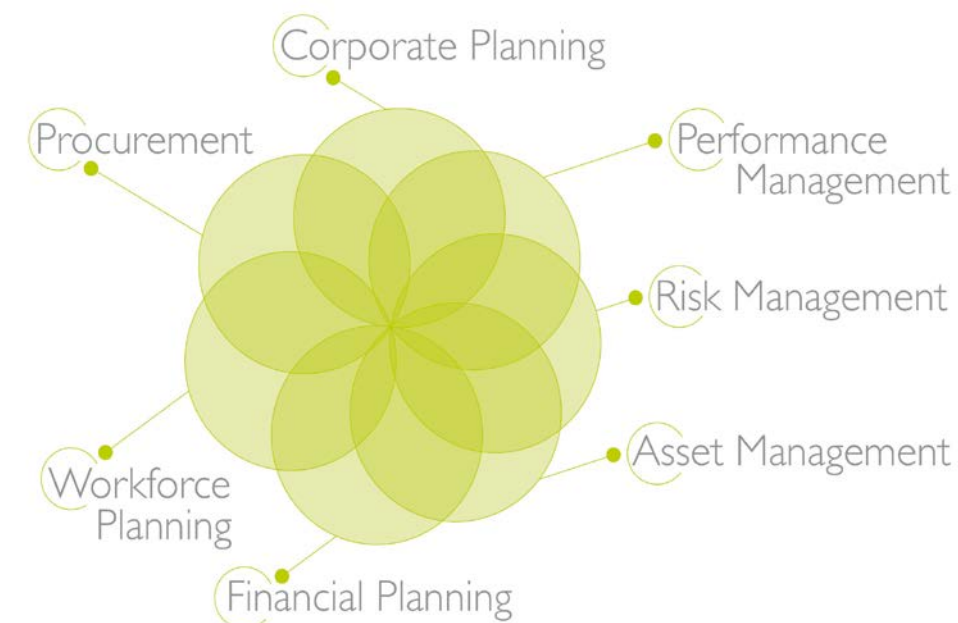 Corporate Planning
Procurement
Performance
Management
Risk Management
Asset Management
Workforce
Planning
Financial Planning